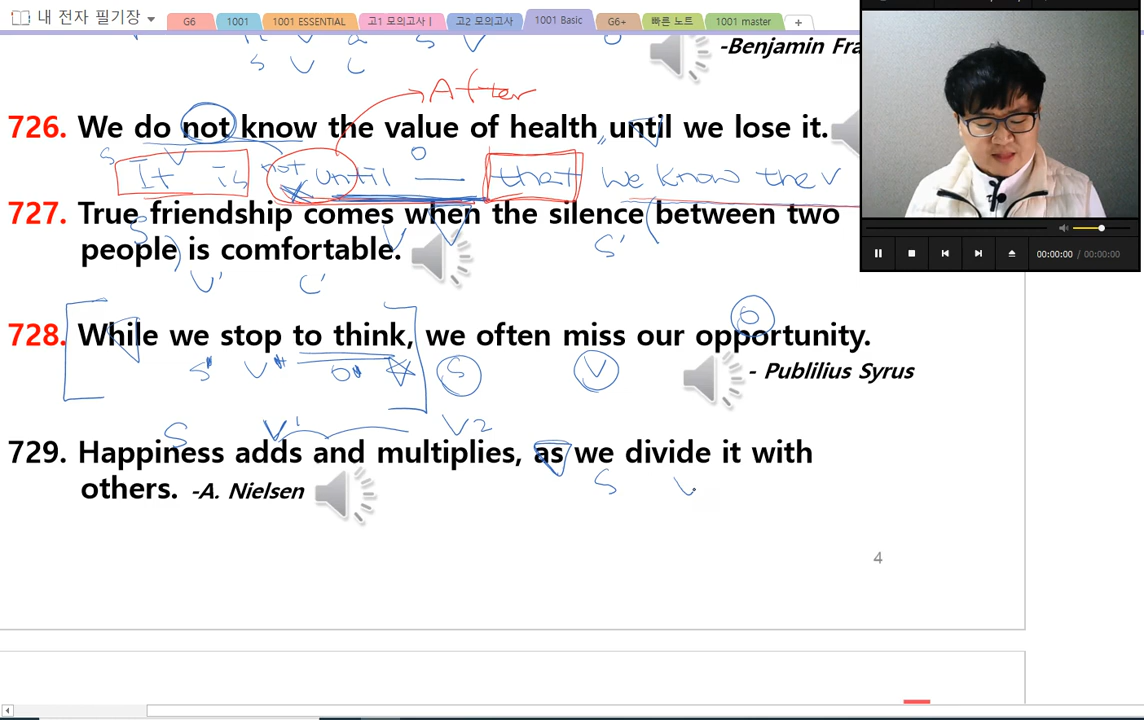 내 전자 필기장
G6
1001
1001 ESSENTIAL
고1 모의고사 I
고2 모의고사
1001 Basic
G6+
빠른 노트
1001 master
+
S V C
-Benjamin Fra
After
726. We do not know the value of health until we lose it.
S V O
It is not until — that we know the v
727. True friendship comes when the silence (between two
S V S'
people) is comfortable.
V' C'
00:00:00 / 00:00:00
728. While we stop to think, we often miss our opportunity.
S V O S V O
- Publilius Syrus
S V1 V2
729. Happiness adds and multiplies, as we divide it with
S V
others. -A. Nielsen
4